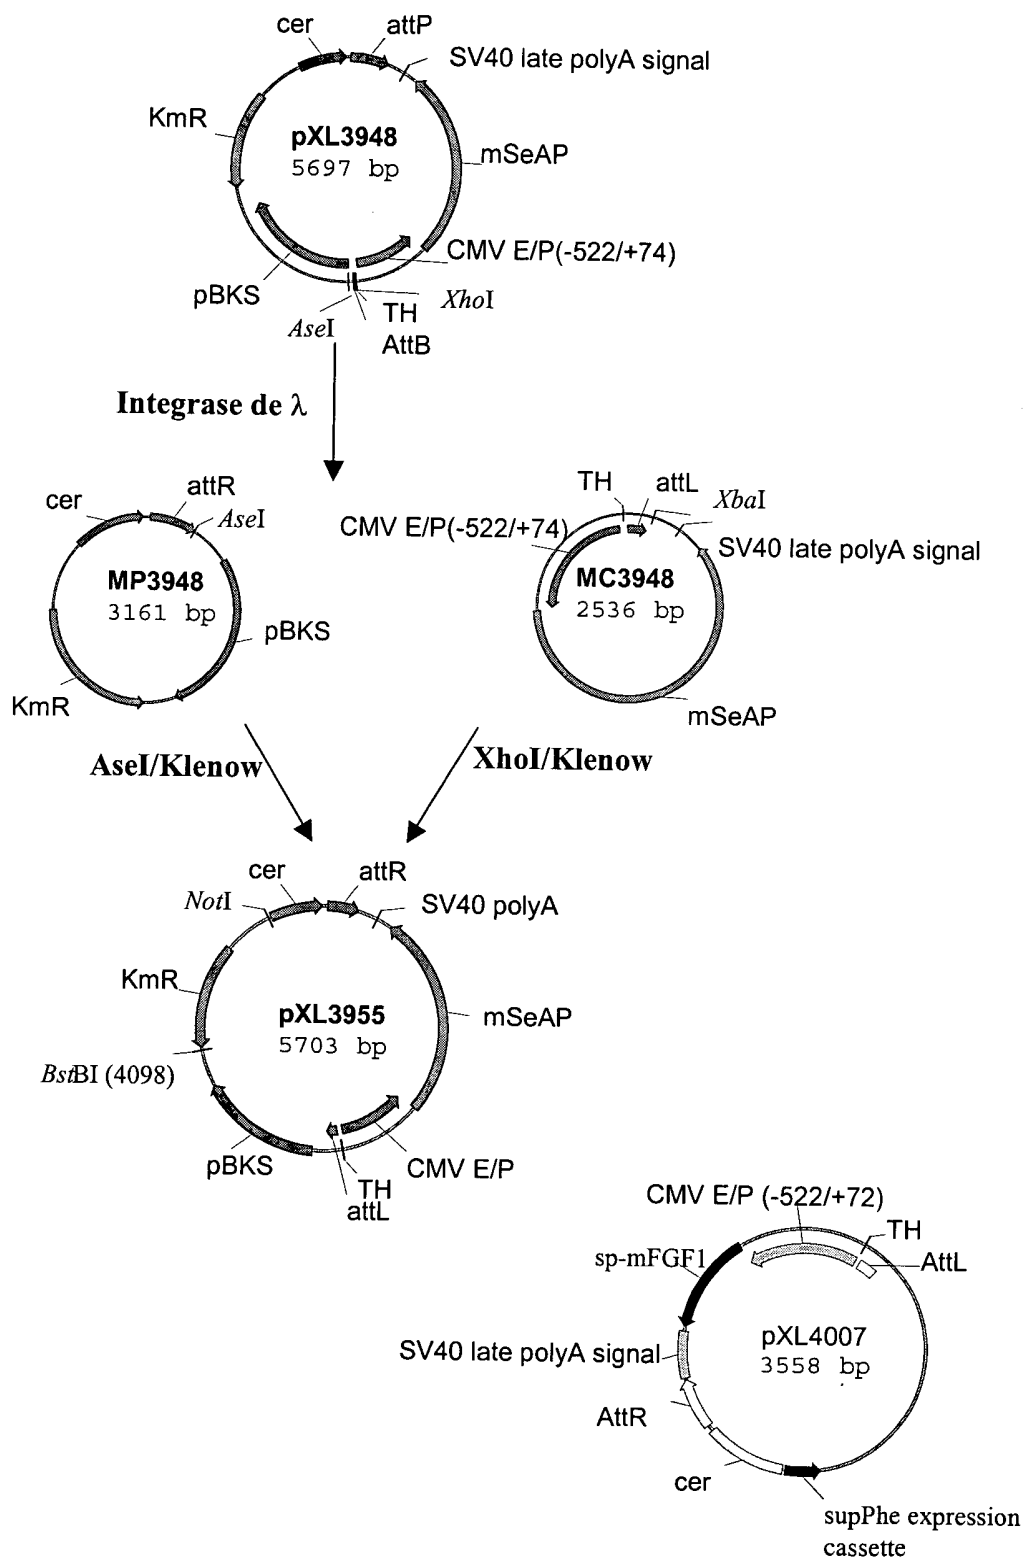 cer
attP
SV40 late polyA signal
KmR
pXL3948
5697 bp
mSeAP
CMV E/P(-522/+74)
pBKS
XhoI
AseI
TH
AttB
Integrase de λ
cer
attR
AseI
MP3948
3161 bp
pBKS
KmR
TH
attL
XbaI
CMV E/P(-522/+74)
SV40 late polyA signal
MC3948
2536 bp
mSeAP
AseI/Klenow
XhoI/Klenow
cer
attR
NotI
SV40 polyA
KmR
pXL3955
5703 bp
mSeAP
BstBI (4098)
pBKS
CMV E/P
TH
attL
CMV E/P (-522/+72)
TH
sp-mFGF1
AttL
pXL4007
3558 bp
SV40 late polyA signal
AttR
cer
supPhe expression
cassette